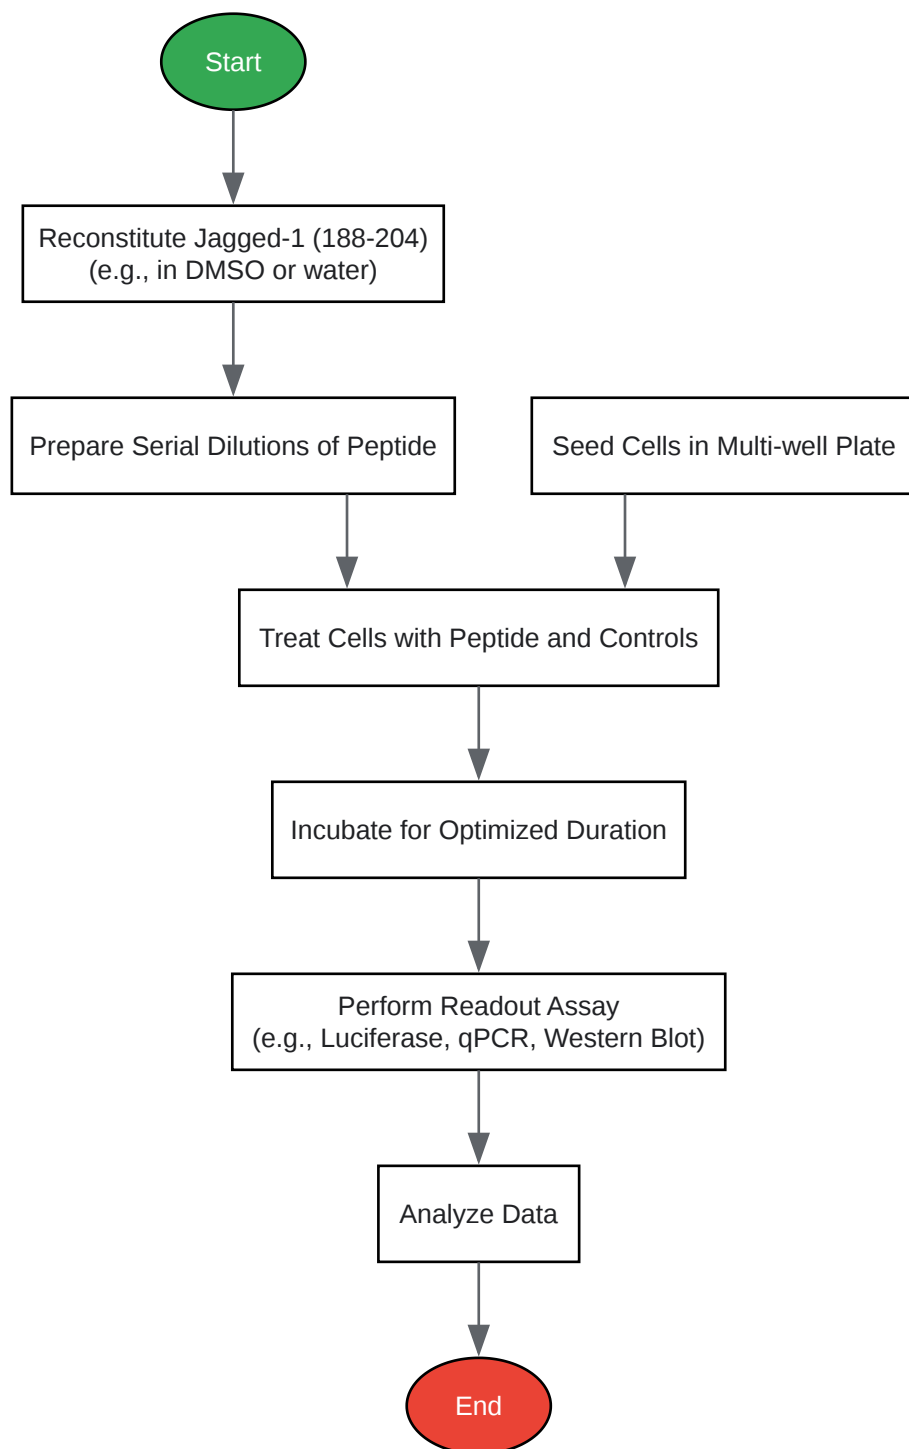 Start
Reconstitute Jagged-1 (188-204)
(e.g., in DMSO or water)
Prepare Serial Dilutions of Peptide
Seed Cells in Multi-well Plate
Treat Cells with Peptide and Controls
Incubate for Optimized Duration
Perform Readout Assay
(e.g., Luciferase, qPCR, Western Blot)
Analyze Data
End